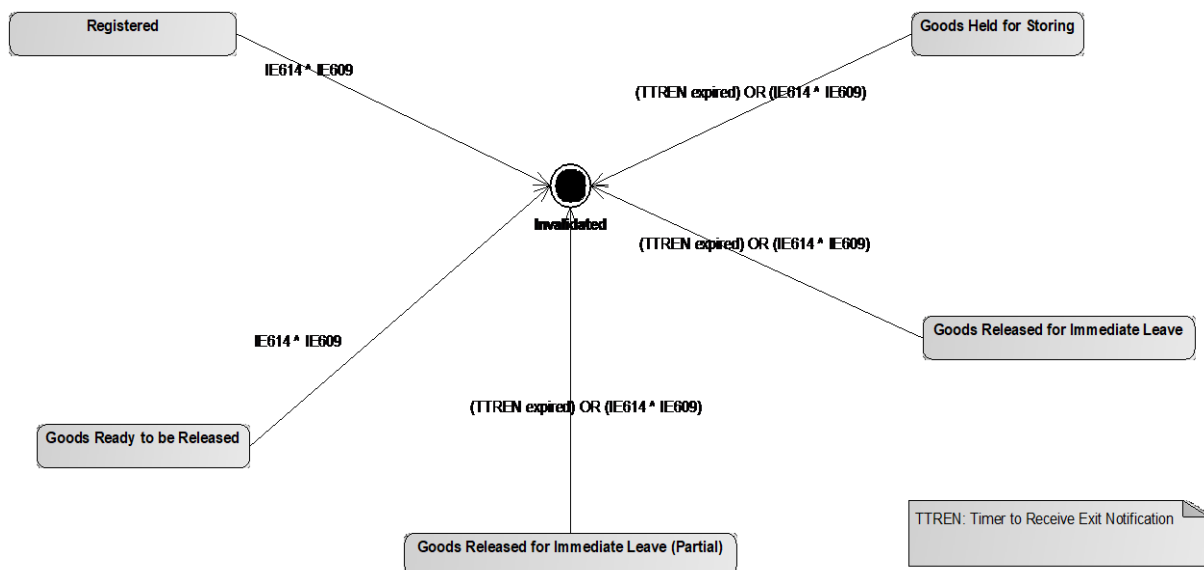 Registered
Goods Held for Storing
IE614 ^ IE609
(TTREN expired) OR (IE614 ^ IE609)
Invalidated
(TTREN expired) OR (IE614 ^ IE609)
Goods Released for Immediate Leave
IE614 ^ IE609
(TTREN expired) OR (IE614 ^ IE609)
Goods Ready to be Released
TTREN: Timer to Receive Exit Notification
Goods Released for Immediate Leave (Partial)